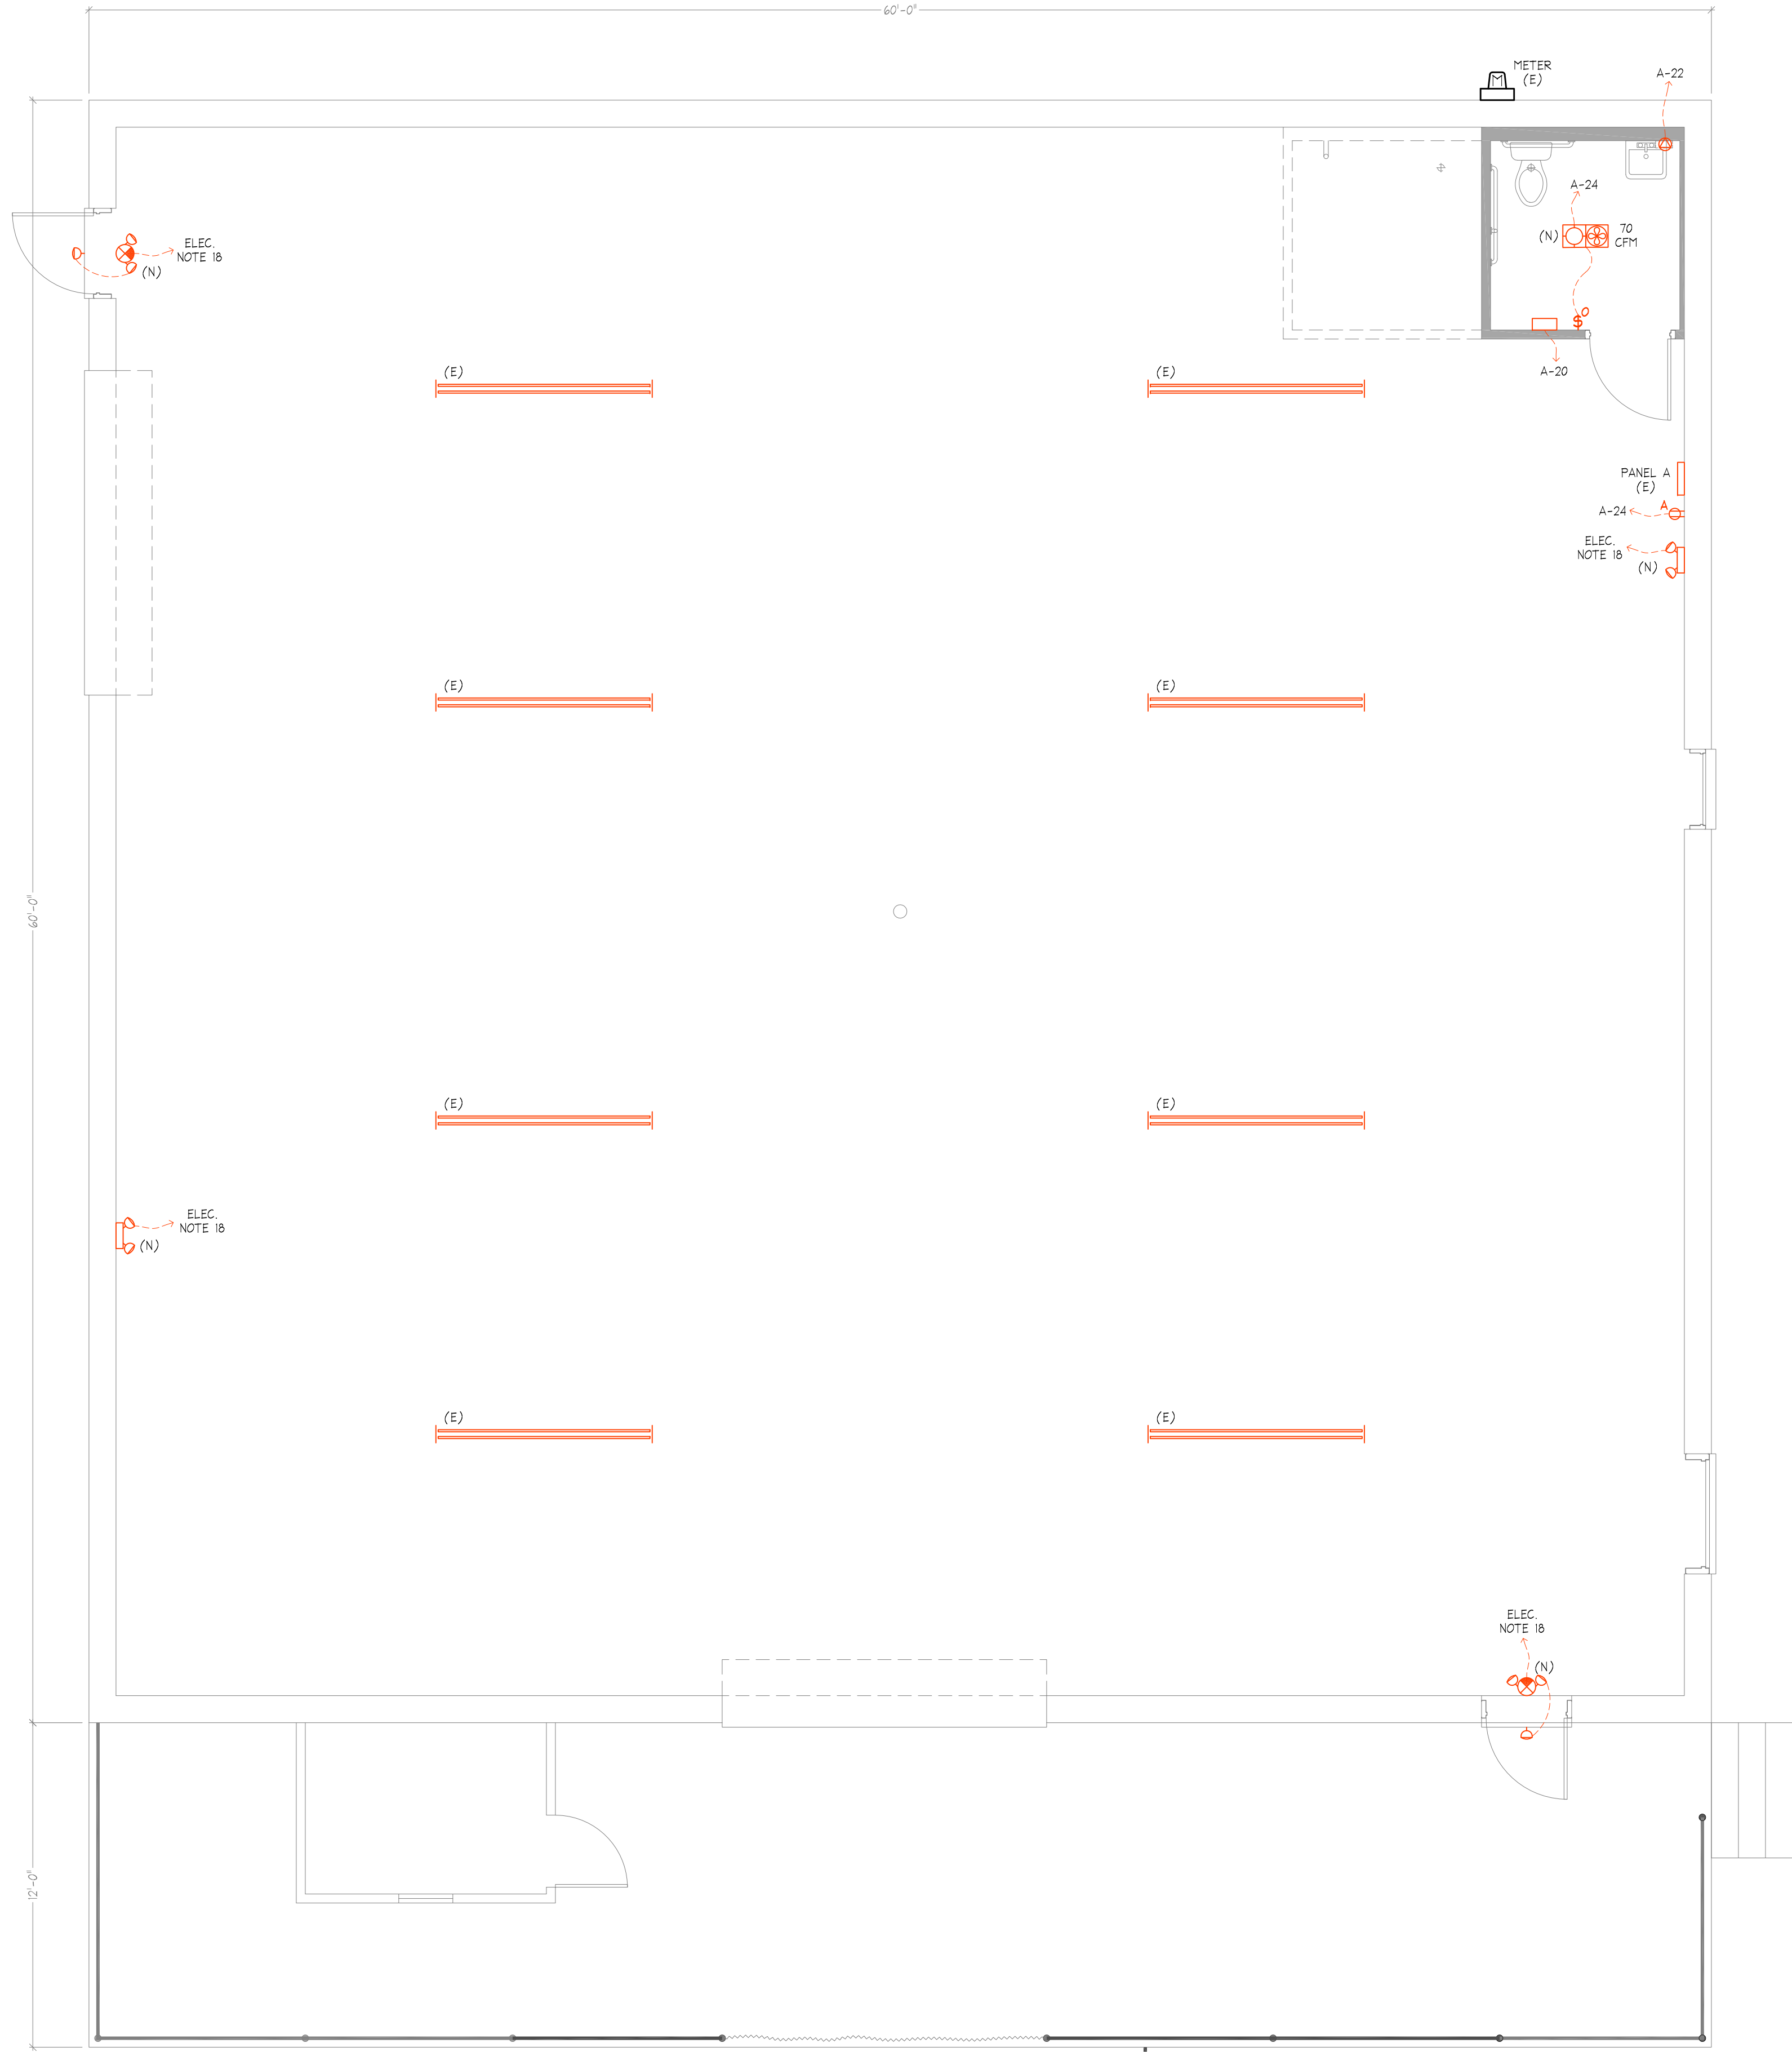 60'-0"
METER
(E)
A-22
A-24
(N)
70
CFM
ELEC.
NOTE 18
(N)
$O
A-20
(E)
(E)
PANEL A
(E)
A
A-24
ELEC.
NOTE 18
(N)
(E)
(E)
60'-0"
(E)
(E)
ELEC.
NOTE 18
(N)
(E)
(E)
ELEC.
NOTE 18
(N)
12'-0"
M